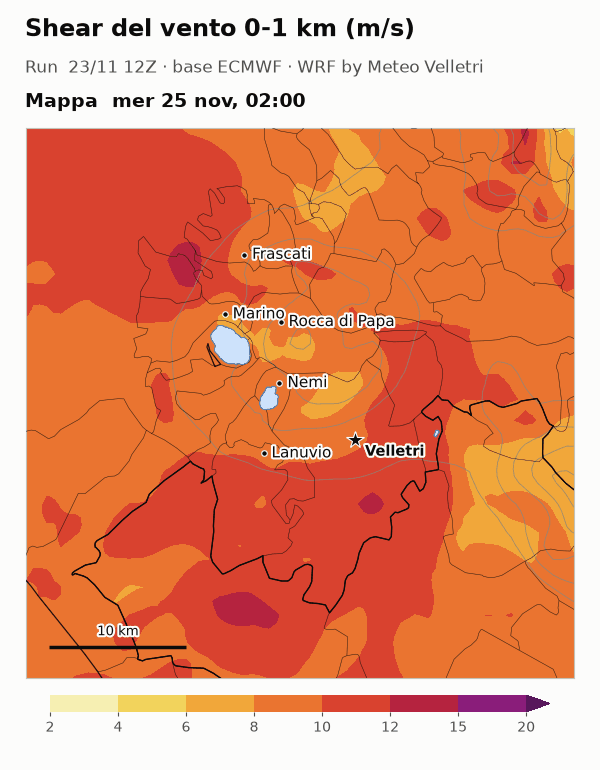 Shear del vento 0-1 km (m/s)
Run  23/11 12Z · base ECMWF · WRF by Meteo Velletri
Mappa  mer 25 nov, 02:00
Frascati
Marino
Rocca di Papa
Nemi
Velletri
Lanuvio
10 km
2 4 6 8 10 12 15 20